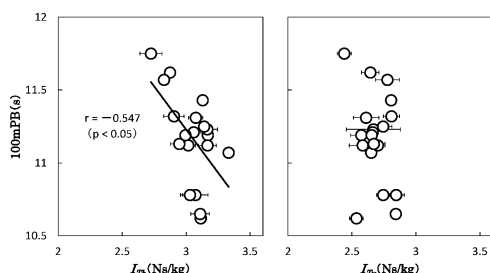 12
11.5
11
10.5
100mPB(s)
r = －0.547
(p < 0.05)
2 2.5 3 3.5
2 2.5 3 3.5
(Ns/kg)
(Ns/kg)